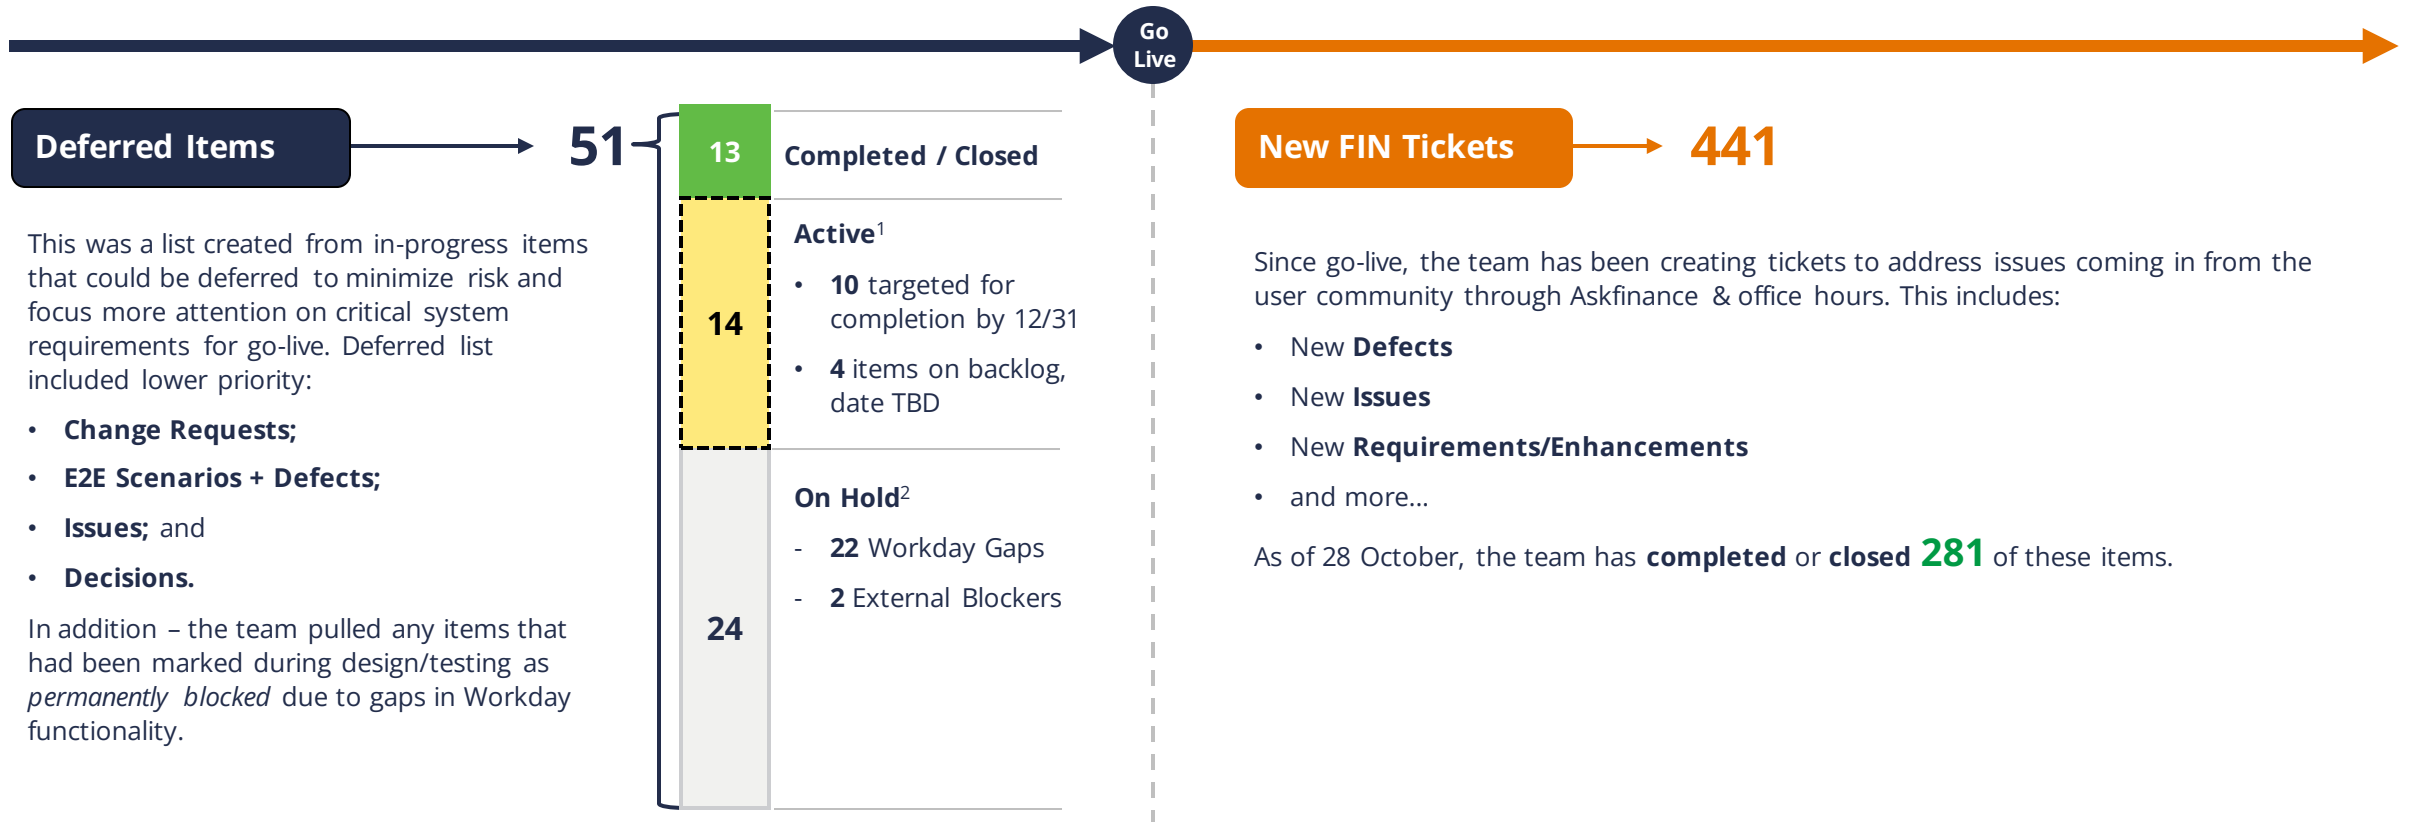 Go
Live
Deferred Items
51
This was a list created from in-progress items
that could be deferred to minimize risk and
focus more attention on critical system
requirements for go-live. Deferred list
included lower priority:
• Change Requests;
• E2E Scenarios + Defects;
• Issues; and
• Decisions.
In addition – the team pulled any items that
had been marked during design/testing as
permanently blocked due to gaps in Workday
functionality.
13
Completed / Closed
14
Active1
• 10 targeted for
completion by 12/31
• 4 items on backlog,
date TBD
24
On Hold2
- 22 Workday Gaps
- 2 External Blockers
New FIN Tickets
441
Since go-live, the team has been creating tickets to address issues coming in from the
user community through Askfinance & office hours. This includes:
• New Defects
• New Issues
• New Requirements/Enhancements
• and more...
As of 28 October, the team has completed or closed 281 of these items.